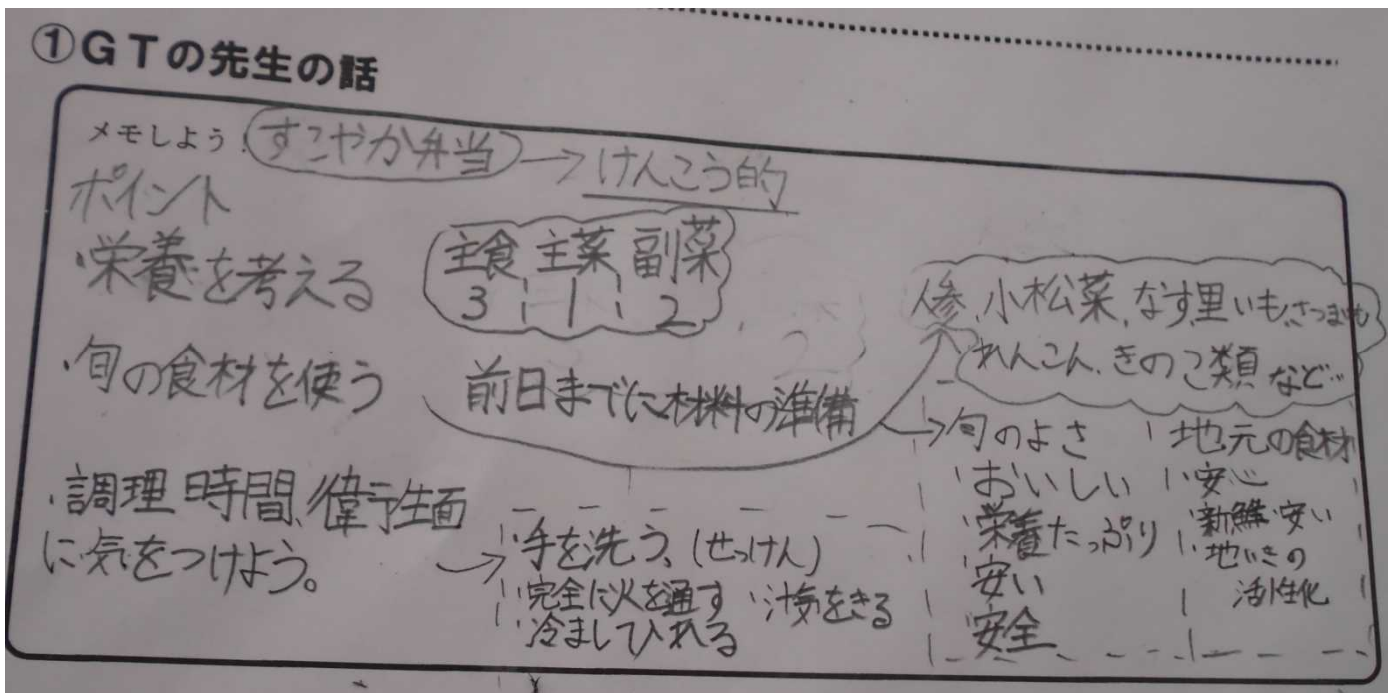 ①GTの先生の話
メモしよう.すこやか弁当→けんこう的
ポイント
・栄養を考える
主食 主菜 副菜
3 : 1 : 2
・旬の食材を使う
前日までに材料の準備
人参、小松菜、なす、里いも、さつまいも
れんこん、きのこ類など…
→旬のよさ
・おいしい
・栄養たっぷり
・安い
・安全
地元の食材
・安心
・新鮮・安い
・地いきの
活性化
・調理時間、衛生面
に気をつけよう。
→・手を洗う、(せっけん)
・完全に火を通す ・汁気をきる
・冷まして入れる